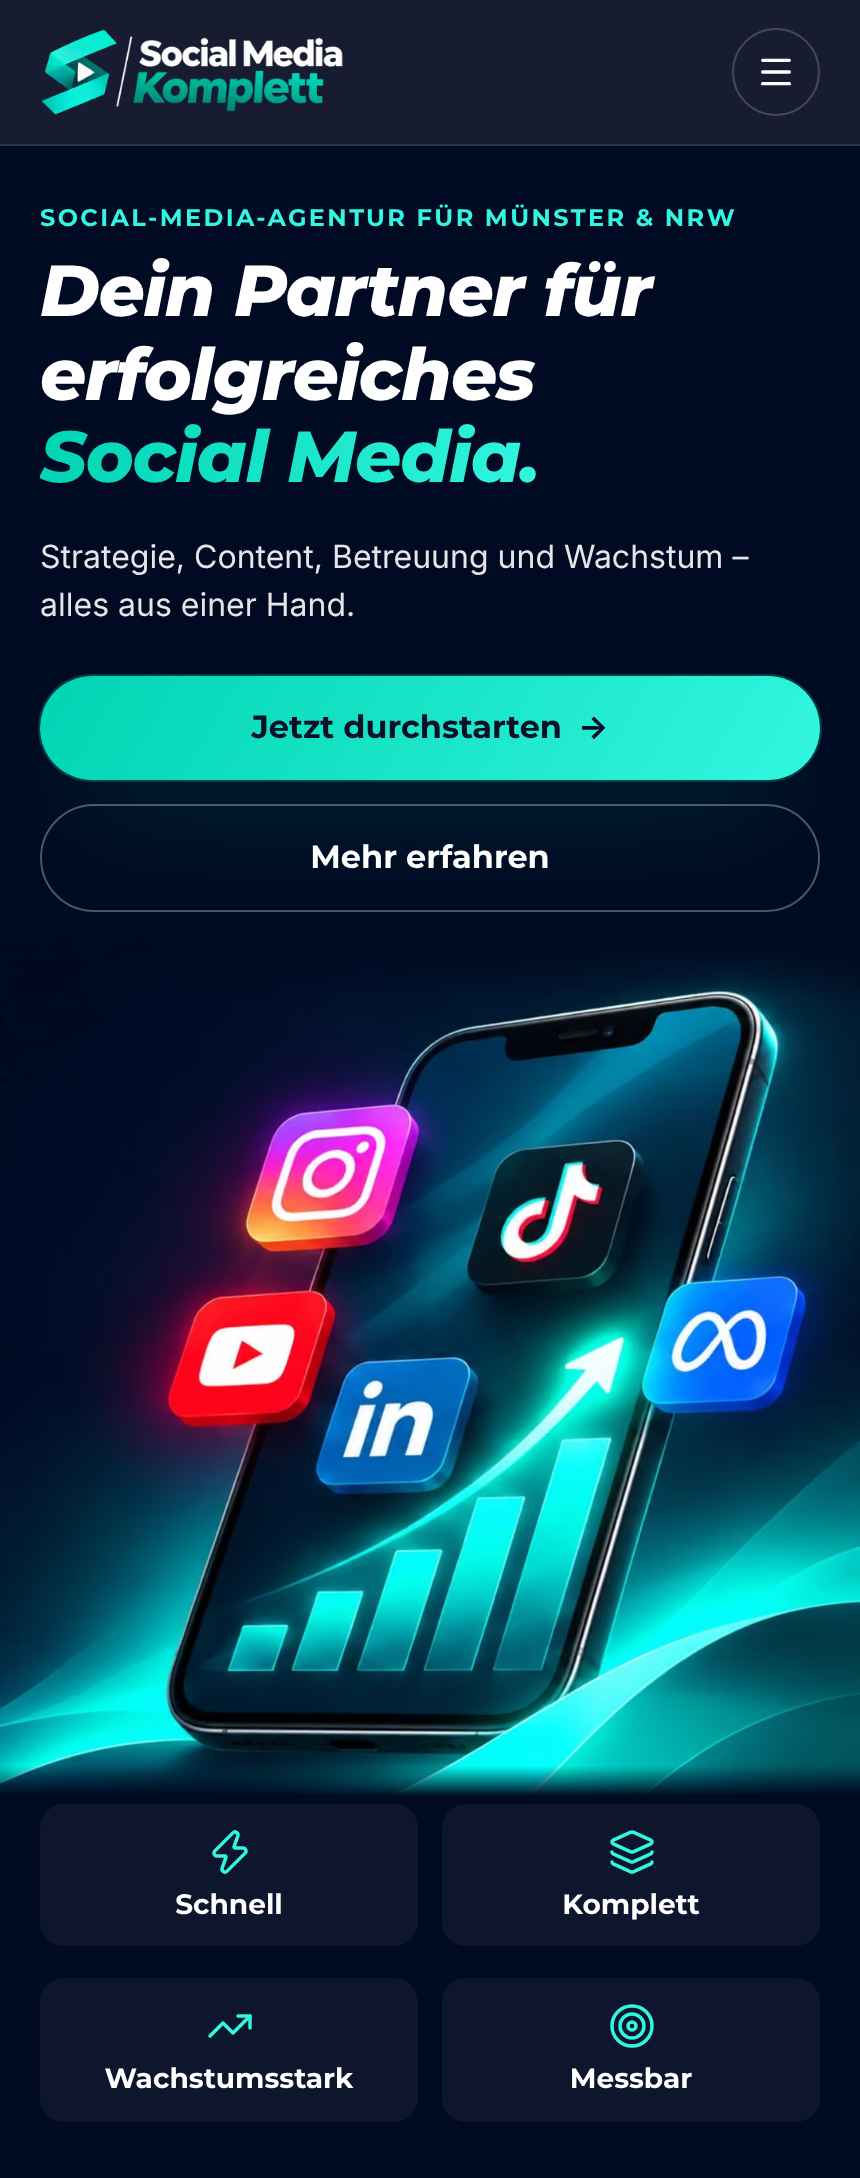 Social Media
Komplett
SOCIAL-MEDIA-AGENTUR FÜR MÜNSTER & NRW
Dein Partner für
erfolgreiches
Social Media.
Strategie, Content, Betreuung und Wachstum –
alles aus einer Hand.
Jetzt durchstarten →
Mehr erfahren
in
Schnell
Komplett
Wachstumsstark
Messbar